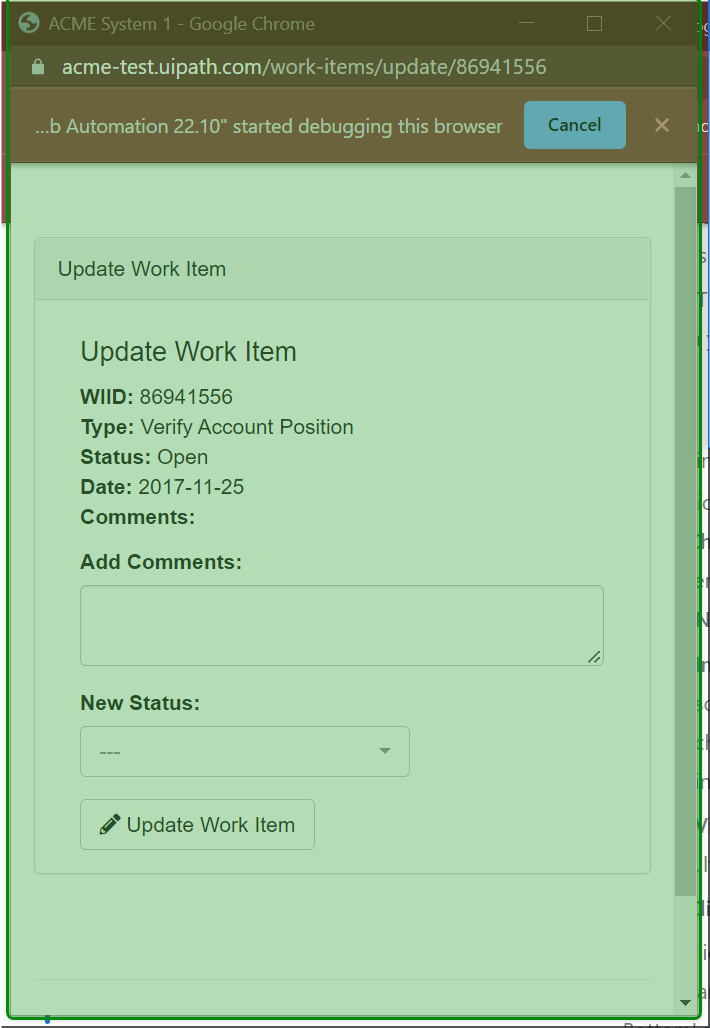 ACME System 1 - Google Chrome
acme-test.uipath.com/work-items/update/86941556
...b Automation 22.10" started debugging this browser
Cancel
Update Work Item
Update Work Item
WIID: 86941556
Type: Verify Account Position
Status: Open
Date: 2017-11-25
Comments:
Add Comments:
New Status:
---
Update Work Item